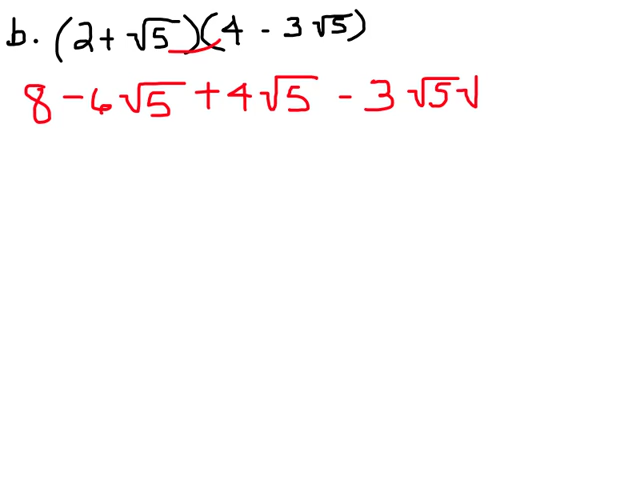 b. (2 + √5)(4 - 3√5)
8 - 6√5 + 4√5 - 3√5√